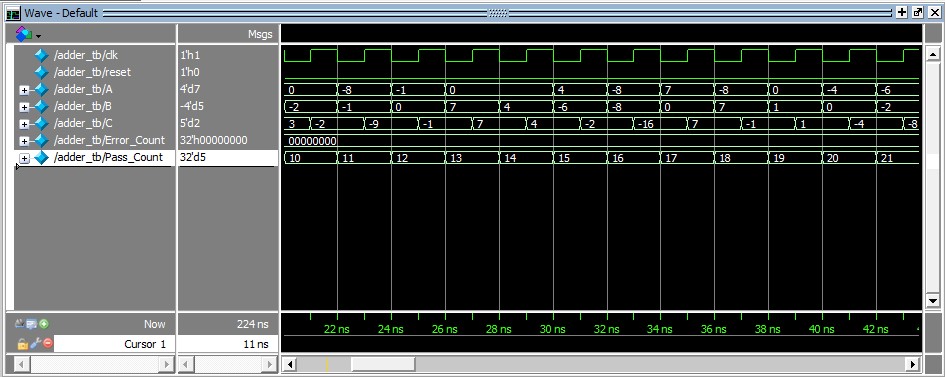 Wave - Default
Msgs
/adder_tb/clk 1'h1
/adder_tb/reset 1'h0
/adder_tb/A 4'd7 0 -8 -1 0 4 -8 7 -8 0 -4 -6
/adder_tb/B -4'd5 -2 -1 0 7 4 -6 -8 0 7 1 0 -2
/adder_tb/C 5'd2 3 -2 -9 -1 7 4 -2 -16 7 -1 1 -4 -8
/adder_tb/Error_Count 32'h00000000 00000000
/adder_tb/Pass_Count 32'd5 10 11 12 13 14 15 16 17 18 19 20 21
Now 224 ns 22 ns 24 ns 26 ns 28 ns 30 ns 32 ns 34 ns 36 ns 38 ns 40 ns 42 ns
Cursor 1 11 ns